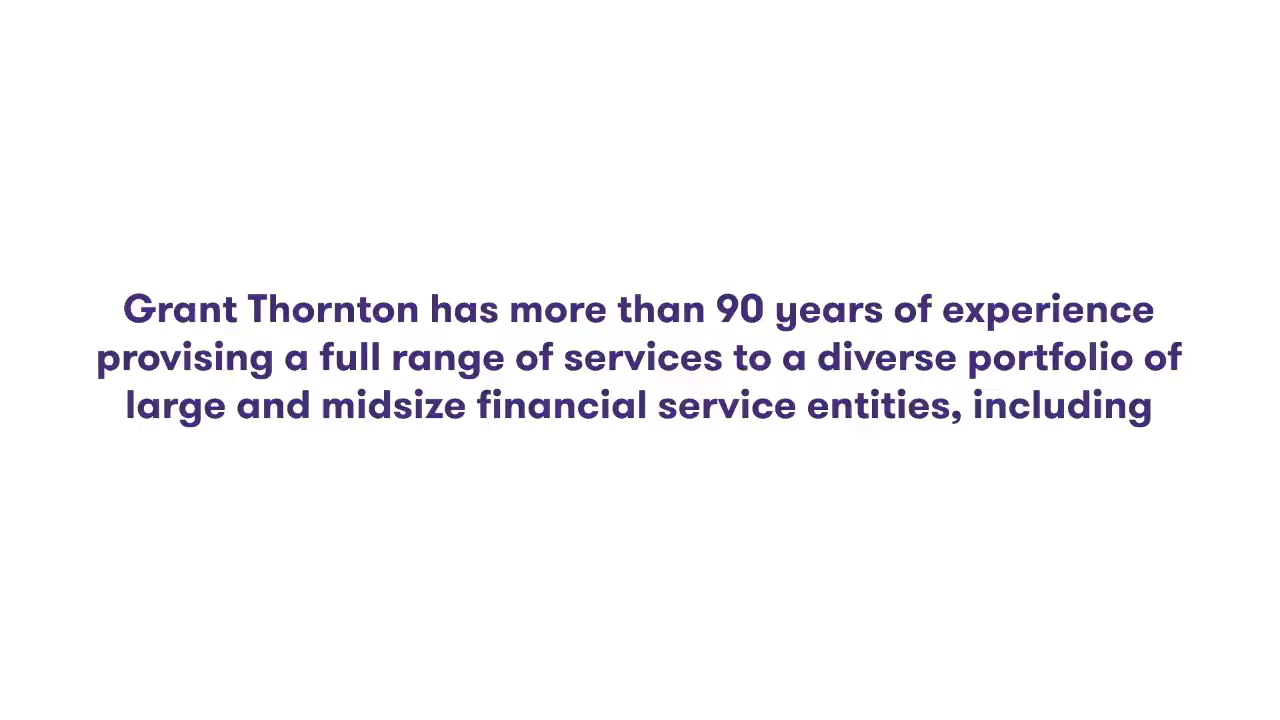 Grant Thornton has more than 90 years of experience
provising a full range of services to a diverse portfolio of
large and midsize financial service entities, including